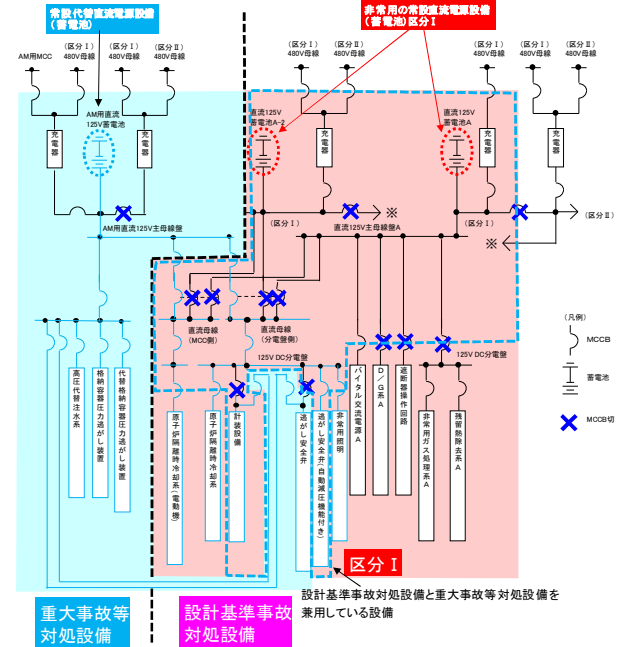 常設代替直流電源設備
(蓄電池)
非常用の常設直流電源設備
(蓄電池)区分Ⅰ
AM用MCC
(区分Ⅰ)
480V母線
(区分Ⅰ)
480V母線
(区分Ⅱ)
480V母線
(区分Ⅰ)
480V母線
(区分Ⅱ)
480V母線
(区分Ⅰ)
480V母線
(区分Ⅰ)
480V母線
(区分Ⅱ)
480V母線
AM用直流
125V蓄電池
直流125V
蓄電池A-2
直流125V
蓄電池A
充電器
充電器
充電器
充電器
充電器
※
(区分Ⅰ)
(区分Ⅰ)
(区分Ⅱ)
AM用直流125V主母線盤
直流125V主母線盤A
※
直流母線
(MCC側)
直流母線
(分電盤側)
125V DC分電盤
125V DC分電盤
(凡例)
MCCB
蓄電池
MCCB切
高圧代替注水系
格納容器圧力逃がし装置
代替格納容器圧力逃がし装置
原子炉隔離時冷却系(電動機)
原子炉隔離時冷却系
計装設備
逃がし安全弁
逃がし安全弁(自動減圧機能付き)
非常用照明
バイタル交流電源A
D/G系A
遮断器操作回路
非常用ガス処理系A
残留熱除去系A
区分Ⅰ
設計基準事故対処設備と重大事故等対処設備を
兼用している設備
重大事故等
対処設備
設計基準事故
対処設備